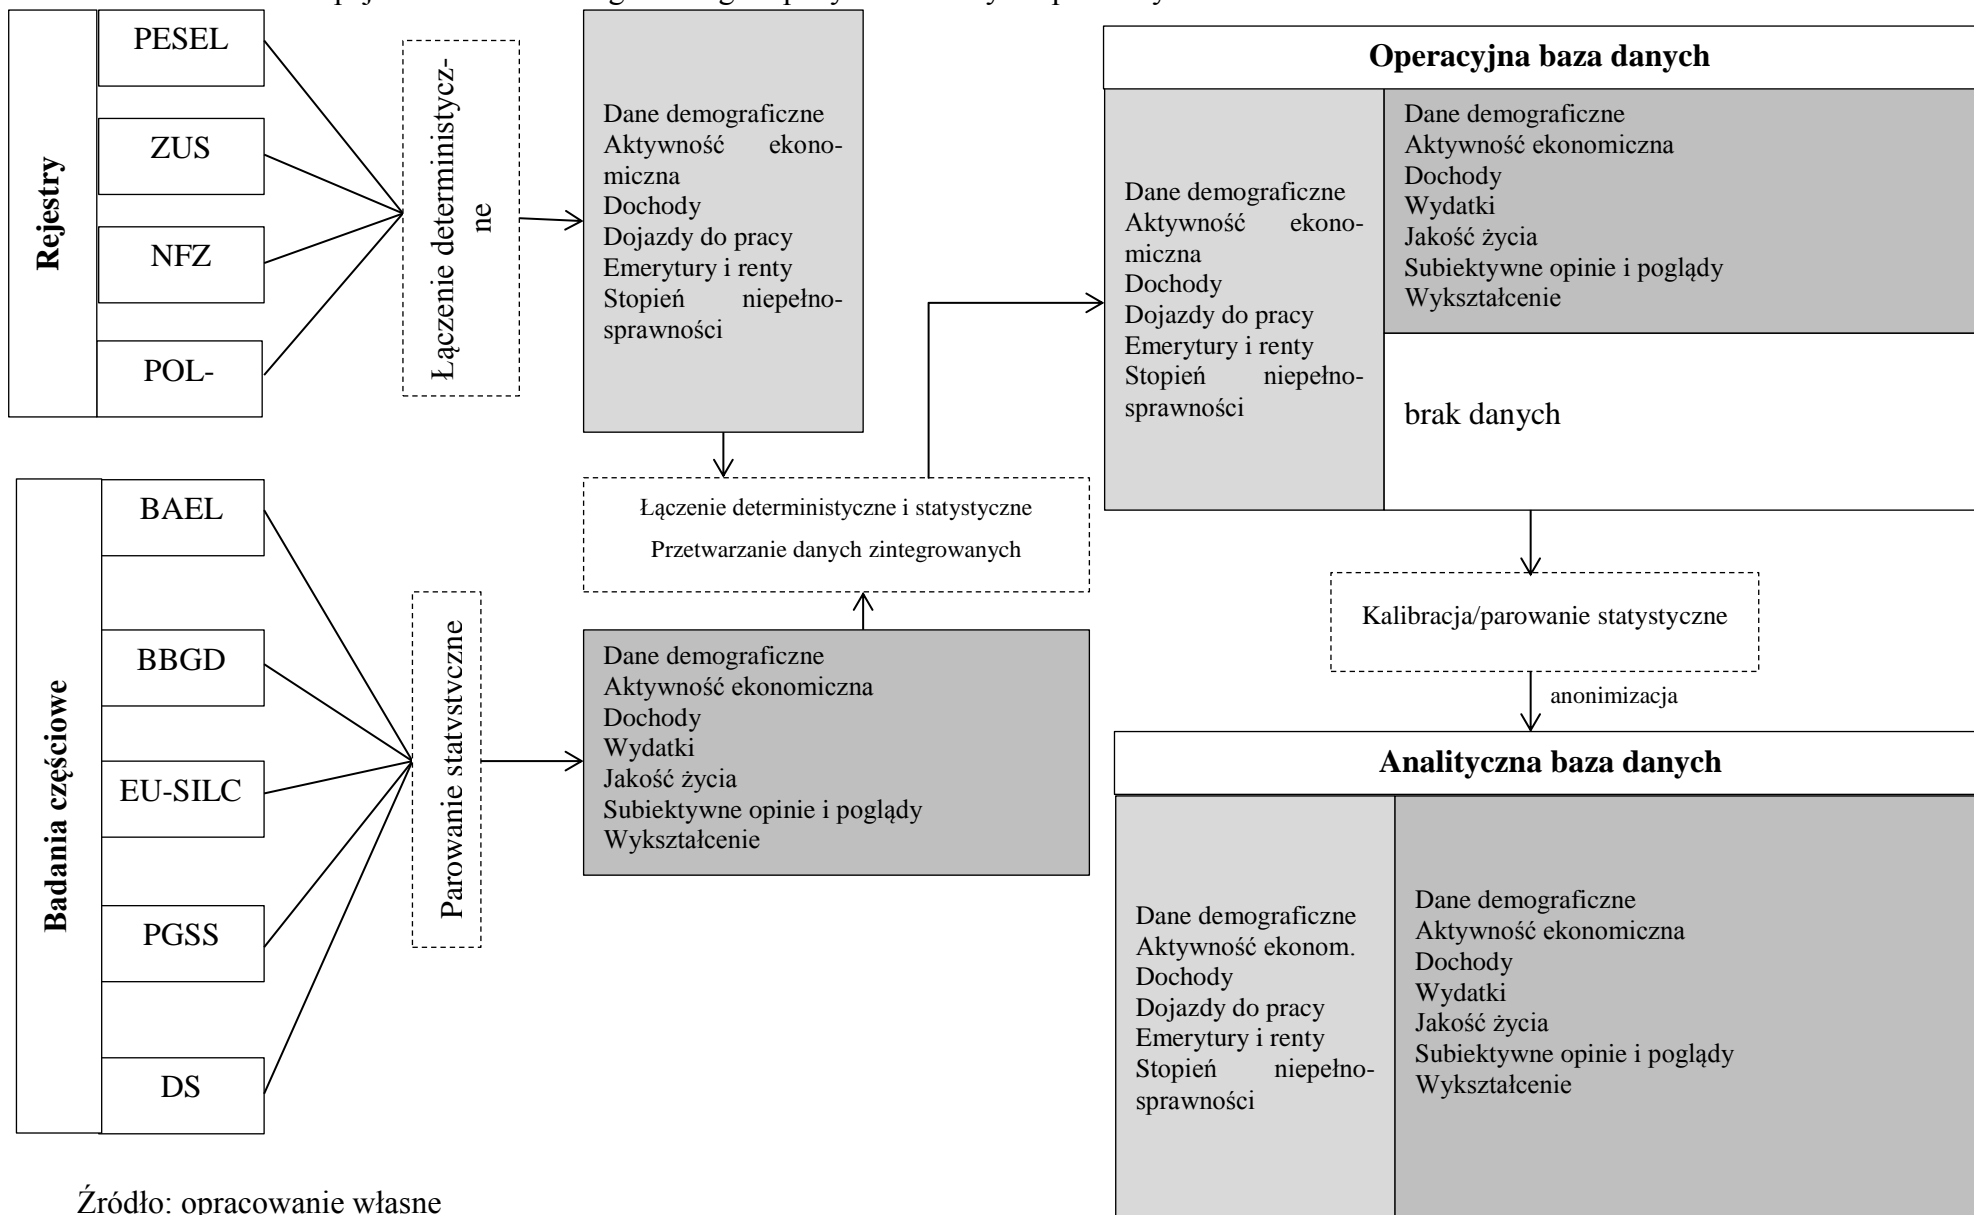 PESEL
ZUS
NFZ
POL-
Rejestry
Łączenie deterministycz-
ne
Dane demograficzne
Aktywność ekono-
miczna
Dochody
Dojazdy do pracy
Emerytury i renty
Stopień niepełno-
sprawności
BAEL
BBGD
EU-SILC
PGSS
DS
Badania częściowe
Parowanie statystyczne
Dane demograficzne
Aktywność ekonomiczna
Dochody
Wydatki
Jakość życia
Subiektywne opinie i poglądy
Wykształcenie
Łączenie deterministyczne i statystyczne
Przetwarzanie danych zintegrowanych
Operacyjna baza danych
Dane demograficzne
Aktywność ekono-
miczna
Dochody
Dojazdy do pracy
Emerytury i renty
Stopień niepełno-
sprawności
Dane demograficzne
Aktywność ekonomiczna
Dochody
Wydatki
Jakość życia
Subiektywne opinie i poglądy
Wykształcenie
brak danych
Kalibracja/parowanie statystyczne
anonimizacja
Analityczna baza danych
Dane demograficzne
Aktywność ekonom.
Dochody
Dojazdy do pracy
Emerytury i renty
Stopień niepełno-
sprawności
Dane demograficzne
Aktywność ekonomiczna
Dochody
Wydatki
Jakość życia
Subiektywne opinie i poglądy
Wykształcenie
Źródło: opracowanie własne